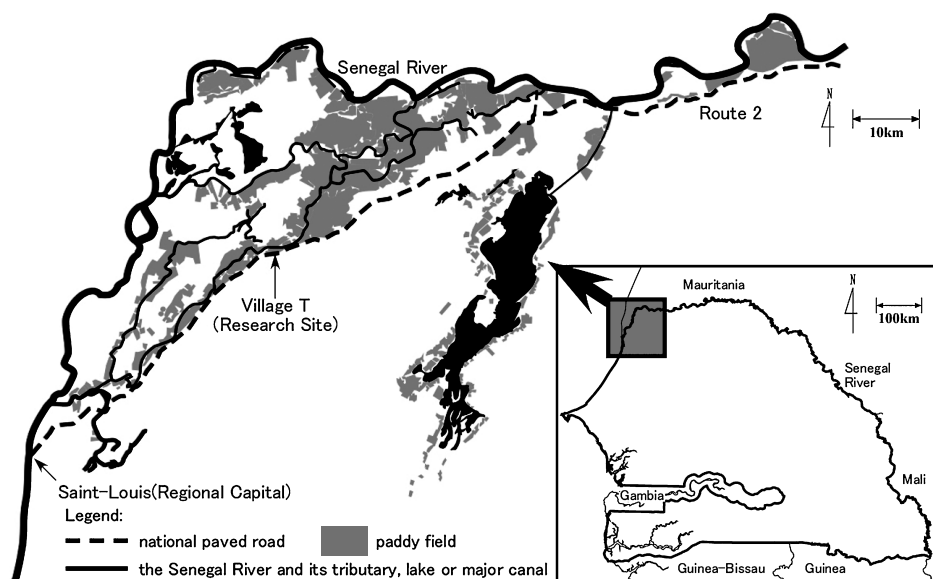 Senegal River
Route 2
N
10km
Village T
(Research Site)
Saint-Louis(Regional Capital)
Legend:
national paved road
paddy field
the Senegal River and its tributary, lake or major canal
Mauritania
N
100km
Senegal
River
Mali
Gambia
Guinea-Bissau
Guinea